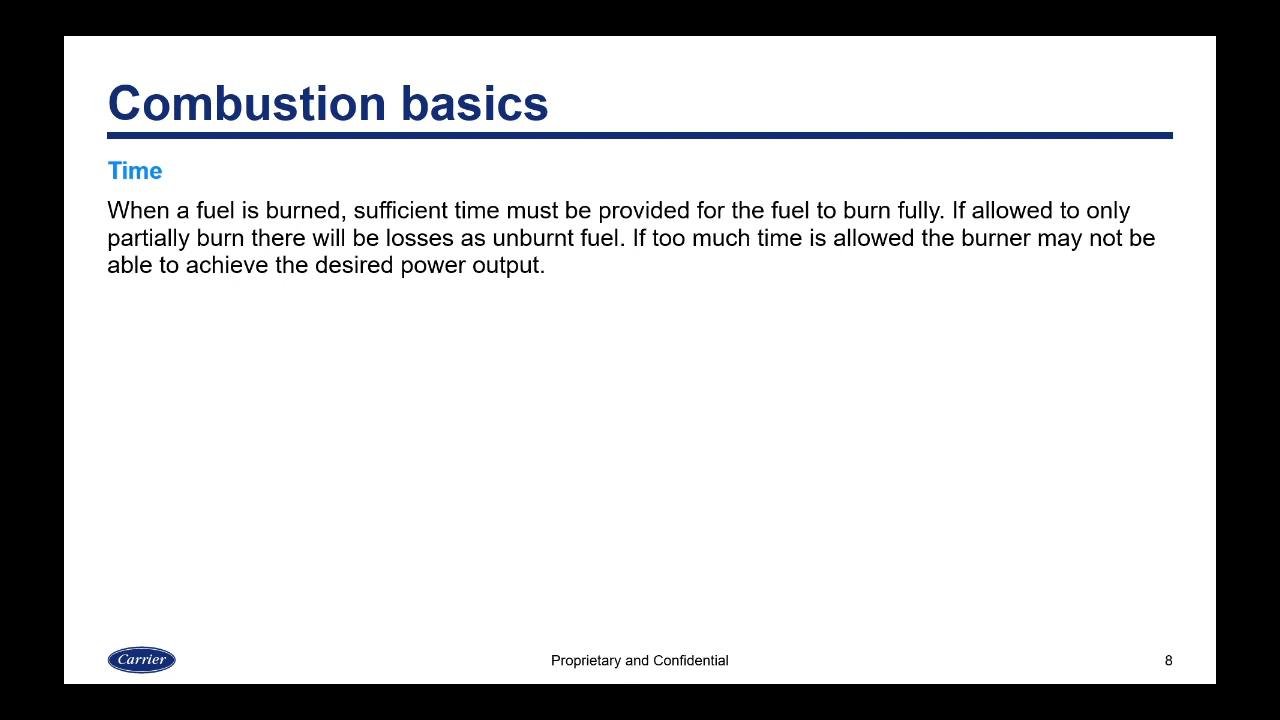 Combustion basics
Time
When a fuel is burned, sufficient time must be provided for the fuel to burn fully. If allowed to only
partially burn there will be losses as unburnt fuel. If too much time is allowed the burner may not be
able to achieve the desired power output.
Carrier
Proprietary and Confidential
8